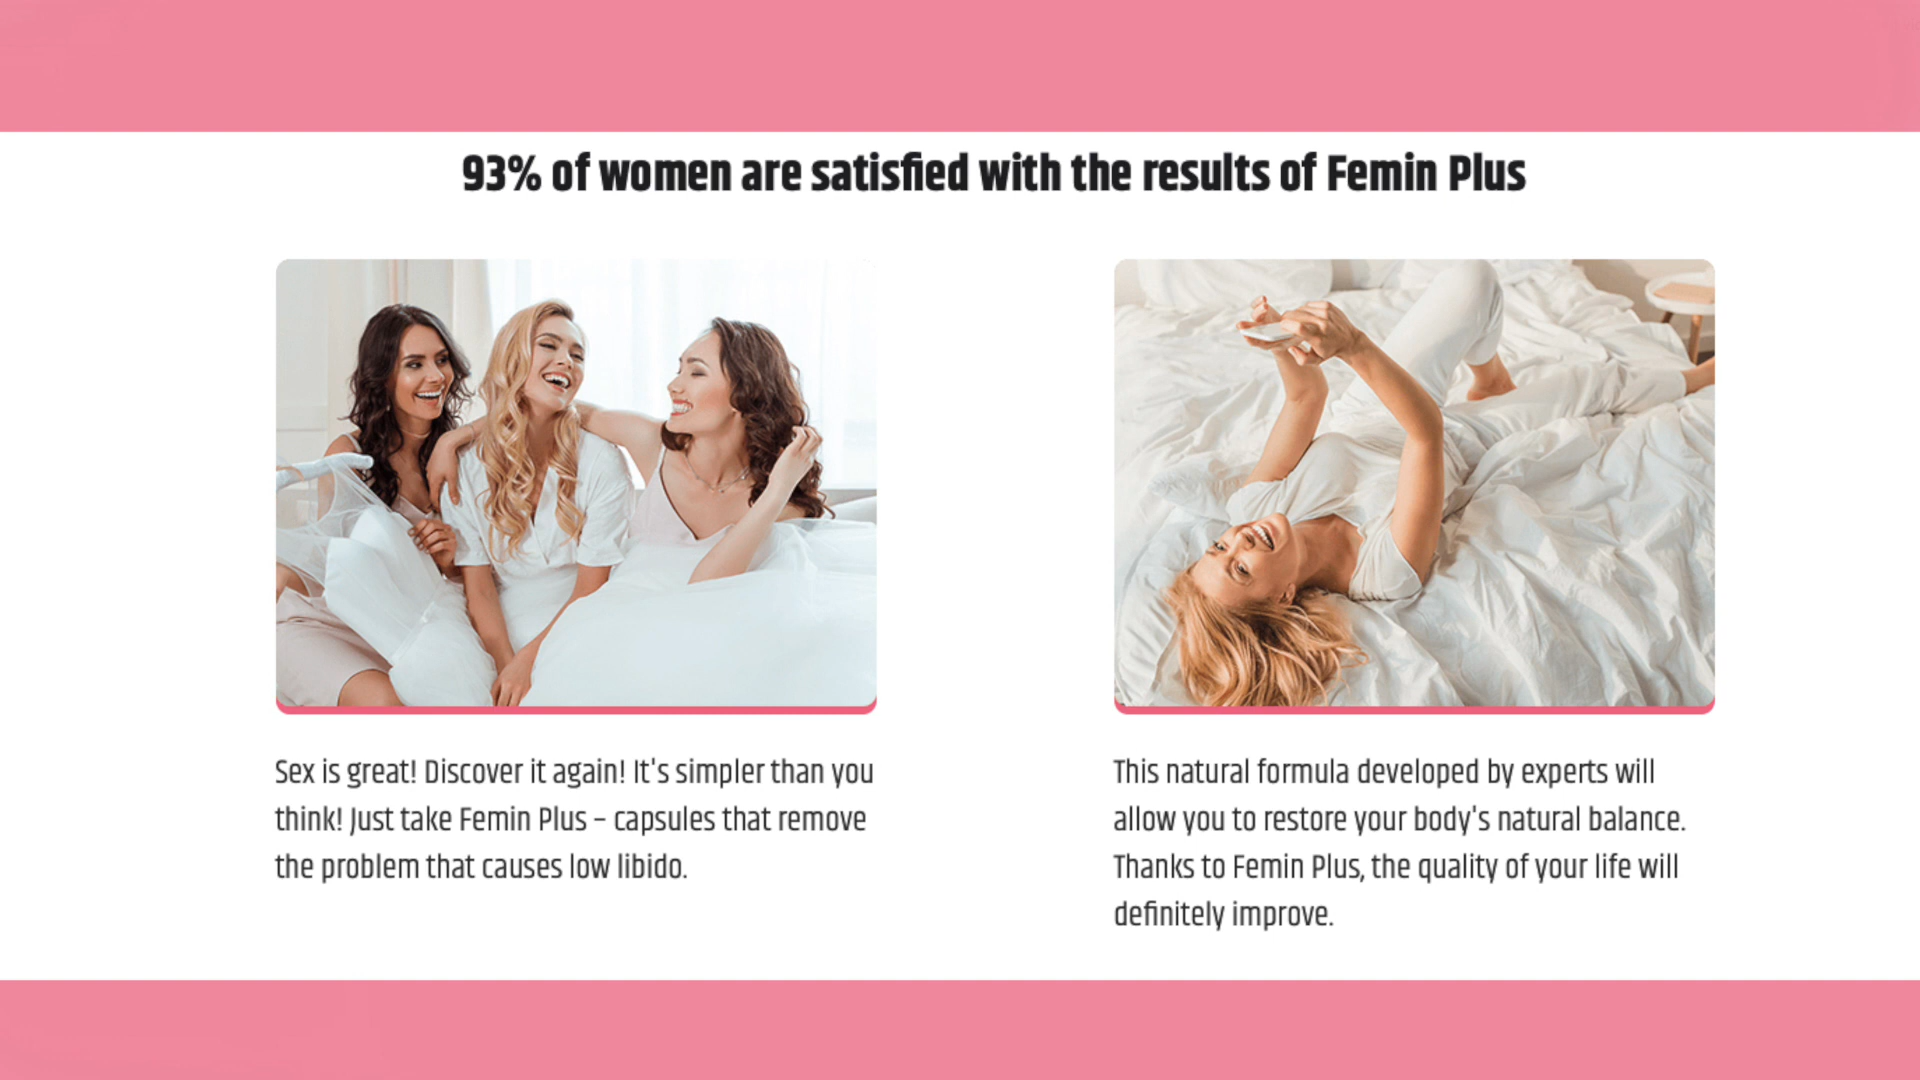 93% of women are satisfied with the results of Femin Plus
Sex is great! Discover it again! It's simpler than you
think! Just take Femin Plus – capsules that remove
the problem that causes low libido.
This natural formula developed by experts will
allow you to restore your body's natural balance.
Thanks to Femin Plus, the quality of your life will
definitely improve.